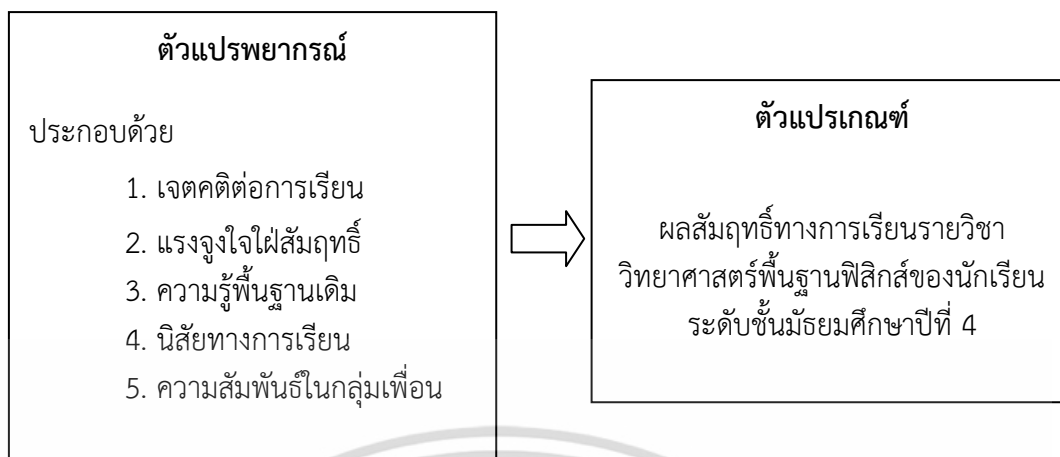 ตัวแปรพยากรณ์
ประกอบด้วย
1. เจตคติต่อการเรียน
2. แรงจูงใจใฝ่สัมฤทธิ์
3. ความรู้พื้นฐานเดิม
4. นิสัยทางการเรียน
5. ความสัมพันธ์ในกลุ่มเพื่อน
ตัวแปรเกณฑ์
ผลสัมฤทธิ์ทางการเรียนรายวิชา
วิทยาศาสตร์พื้นฐานฟิสิกส์ของนักเรียน
ระดับชั้นมัธยมศึกษาปีที่ 4